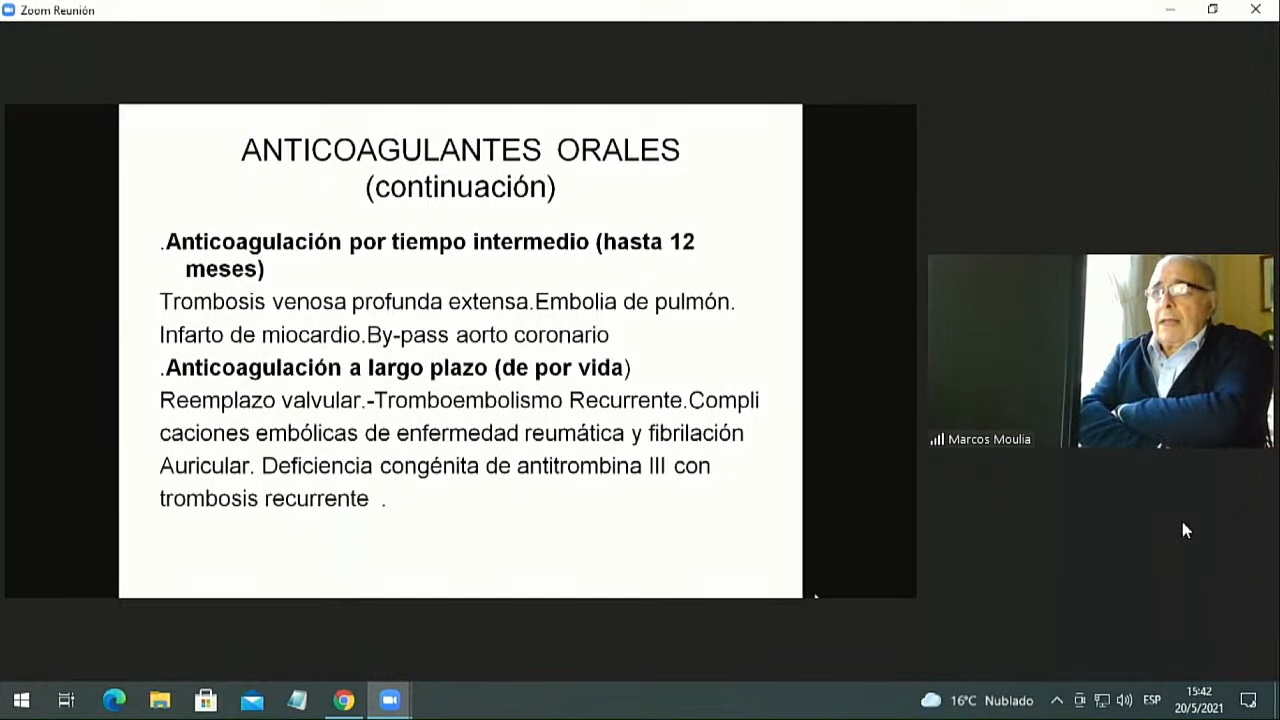 Zoom Reunión
ANTICOAGULANTES ORALES
(continuación)
.Anticoagulación por tiempo intermedio (hasta 12
meses)
Trombosis venosa profunda extensa.Embolia de pulmón.
Infarto de miocardio.By-pass aorto coronario
.Anticoagulación a largo plazo (de por vida)
Reemplazo valvular.-Tromboembolismo Recurrente.Compli
caciones embólicas de enfermedad reumática y fibrilación
Auricular. Deficiencia congénita de antitrombina III con
trombosis recurrente .
Marcos Moulia
16°C Nublado
ESP
15:42
20/5/2021